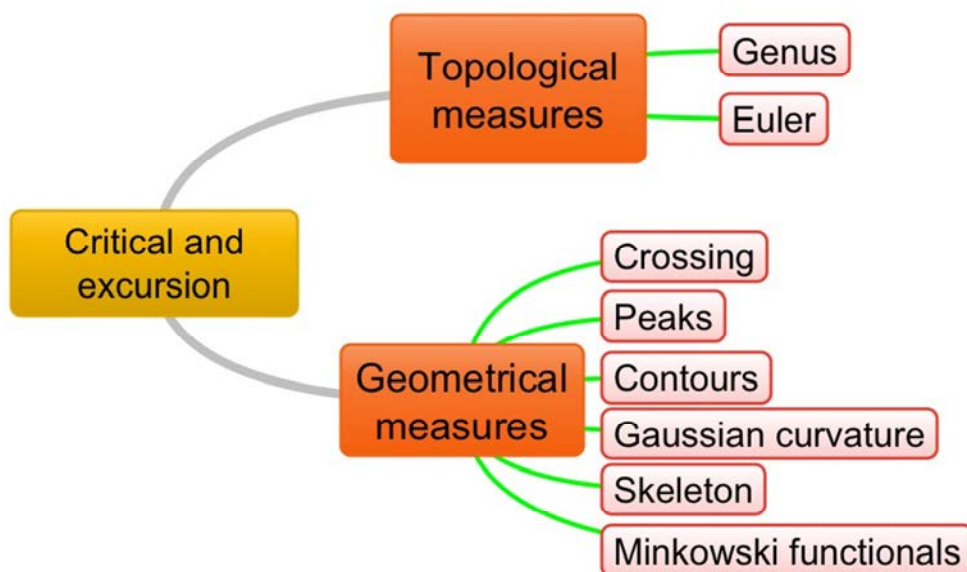 Topological
measures
Genus
Euler
Critical and
excursion
Geometrical
measures
Crossing
Peaks
Contours
Gaussian curvature
Skeleton
Minkowski functionals